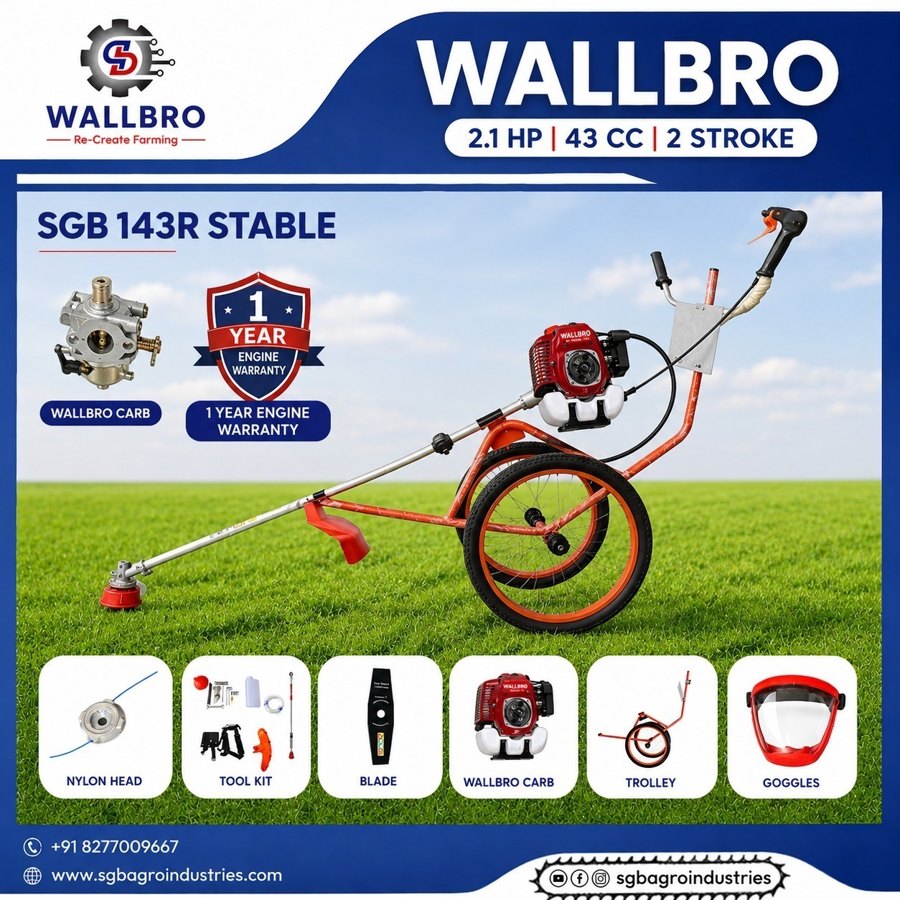 WALLBRO
Re-Create Farming
WALLBRO
2.1 HP | 43 CC | 2 STROKE
SGB 143R STABLE
1
YEAR
ENGINE
WARRANTY
WALLBRO CARB
1 YEAR ENGINE
WARRANTY
WALLBRO
WALLBRO
NYLON HEAD
TOOL KIT
BLADE
WALLBRO CARB
TROLLEY
GOGGLES
+91 8277009667
www.sgbagroindustries.com
sgbagroindustries